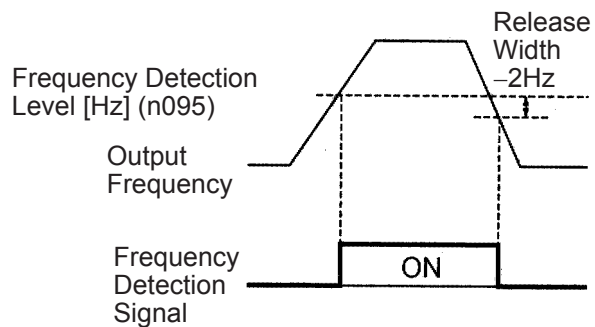 Release
Width
−2Hz
Frequency Detection
Level [Hz] (n095)
Output
Frequency
Frequency
Detection
Signal
ON